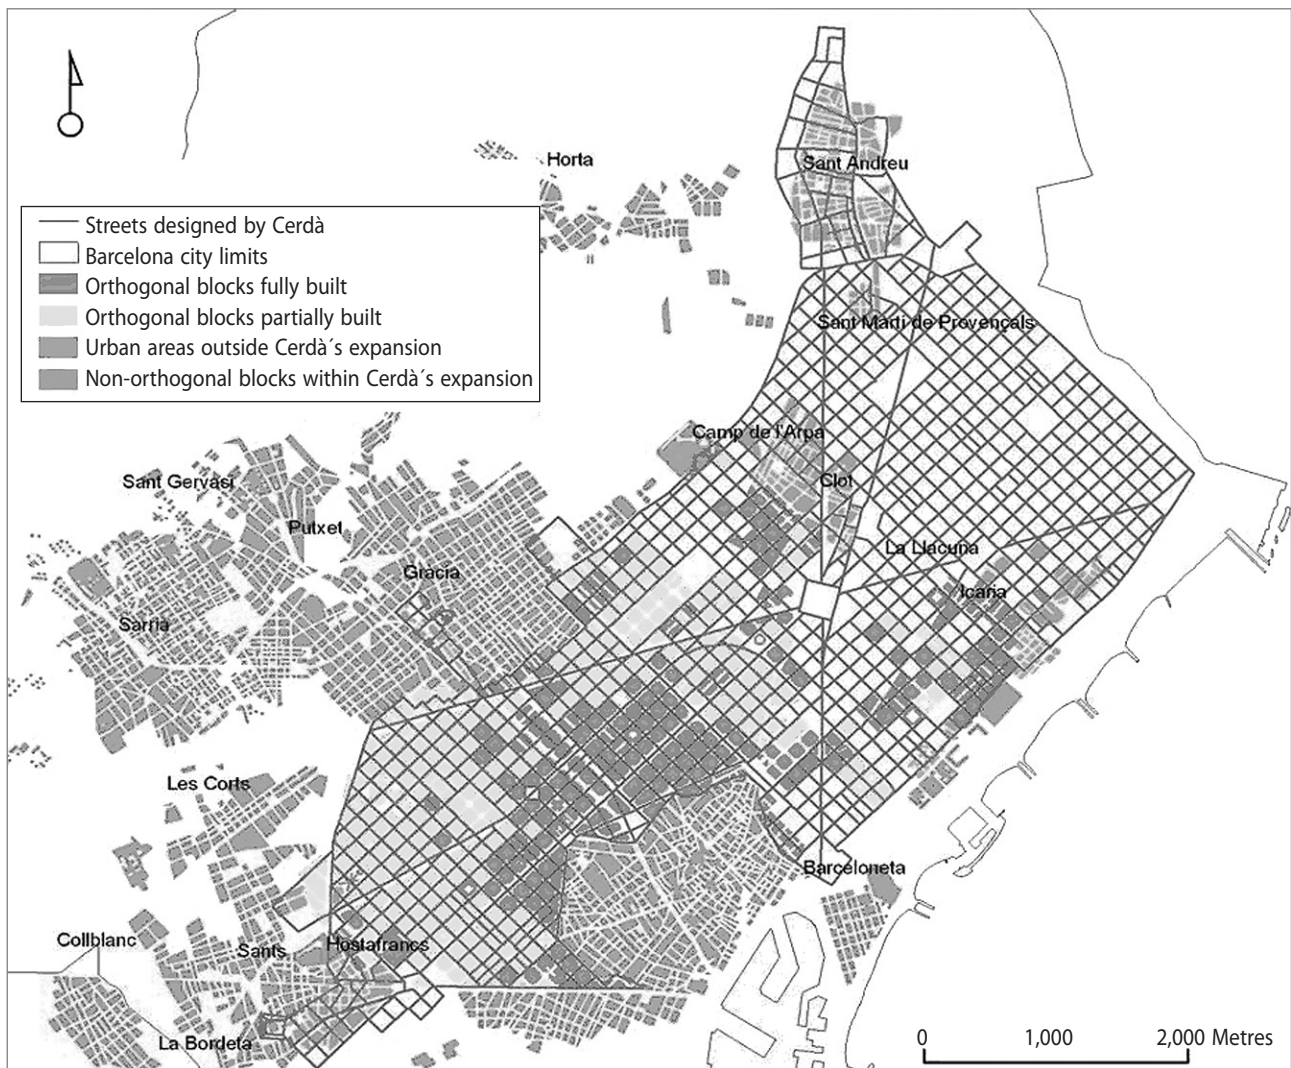 Horta
Sant Andreu
Streets designed by Cerdà
Barcelona city limits
Orthogonal blocks fully built
Orthogonal blocks partially built
Urban areas outside Cerdà´s expansion
Non-orthogonal blocks within Cerdà´s expansion
Sant Martí de Provençals
Camp de l'Arpa
Sant Gervasi
Clot
Putxet
La Llacuna
Gràcia
Icaria
Sarrià
Les Corts
Barceloneta
Collblanc
Sants
Hostafrancs
La Bordeta
0 1,000 2,000 Metres